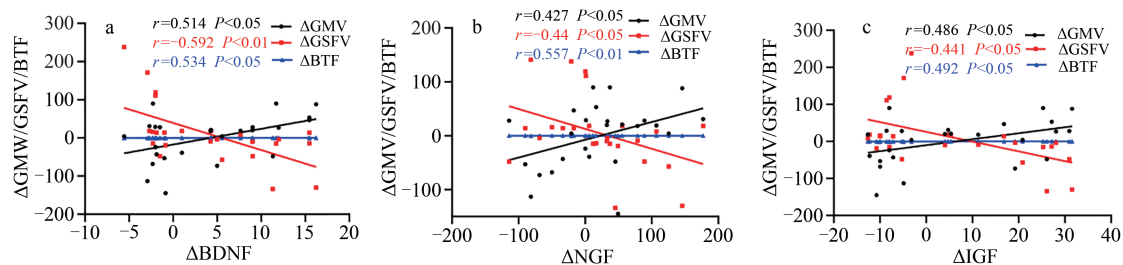 a
r=0.514 P<0.05
r=−0.592 P<0.01
r=0.534 P<0.05
ΔGMV
ΔGSFV
ΔBTF
ΔGMW/GSFV/BTF
300
200
100
0
−100
−200
−10
−5
0
5
10
15
20
ΔBDNF
b
r=0.427 P<0.05
r=−0.44 P<0.05
r=0.557 P<0.01
ΔGMV
ΔGSFV
ΔBTF
ΔGMV/GSFV/BTF
200
100
0
−100
−200
−100
0
100
200
ΔNGF
c
r=0.486 P<0.05
r=−0.441 P<0.05
r=0.492 P<0.05
ΔGMV
ΔGSFV
ΔBTF
ΔGMV/GSFV/BTF
300
200
100
0
−100
−200
−20
−10
0
10
20
30
40
ΔIGF